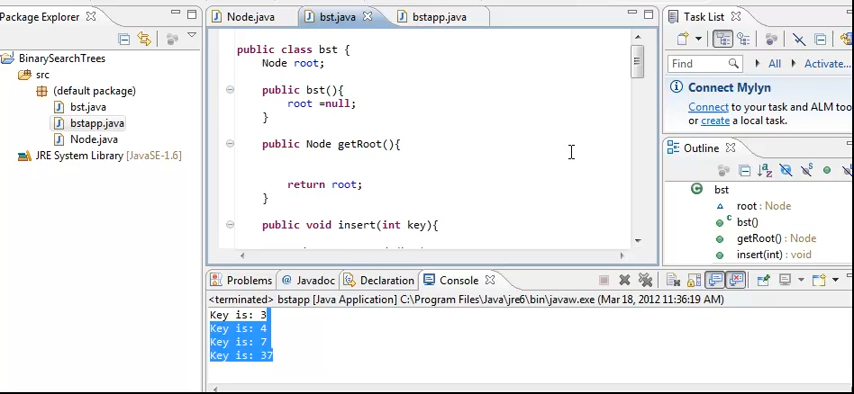 Package Explorer
BinarySearchTrees
src
(default package)
bst.java
bstapp.java
Node.java
JRE System Library [JavaSE-1.6]
Node.java
bst.java
bstapp.java
public class bst {
Node root;
public bst(){
root =null;
}
public Node getRoot(){
return root;
}
public void insert(int key){
Task List
Find
All
Activate...
Connect Mylyn
Connect to your task and ALM too
or create a local task.
Outline
bst
root : Node
bst()
getRoot() : Node
insert(int) : void
Problems
@ Javadoc
Declaration
Console
<terminated> bstapp [Java Application] C:\Program Files\Java\jre6\bin\javaw.exe (Mar 18, 2012 11:36:19 AM)
Key is: 3
Key is: 4
Key is: 7
Key is: 37